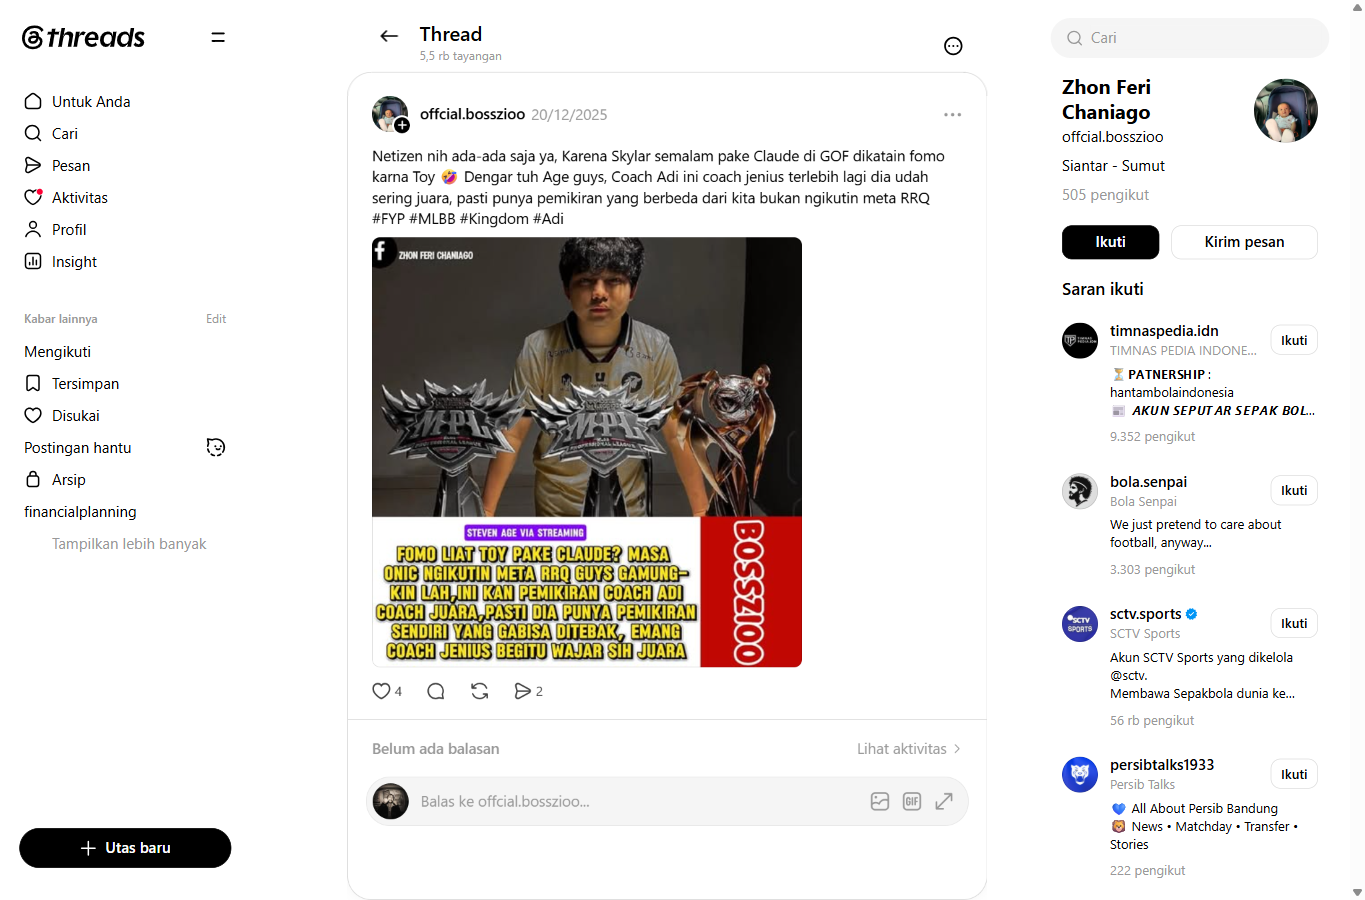 threads
Untuk Anda
Cari
Pesan
Aktivitas
Profil
Insight
Kabar lainnya
Edit
Mengikuti
Tersimpan
Disukai
Postingan hantu
Arsip
financialplanning
Tampilkan lebih banyak
Utas baru
Thread
5,5 rb tayangan
offcial.bosszioo 20/12/2025
Netizen nih ada-ada saja ya, Karena Skylar semalam pake Claude di GOF dikatain fomo
karna Toy 🤣 Dengar tuh Age guys, Coach Adi ini coach jenius terlebih lagi dia udah
sering juara, pasti punya pemikiran yang berbeda dari kita bukan ngikutin meta RRQ
#FYP #MLBB #Kingdom #Adi
f ZHON FERI CHANIAGO
MPL
MPL
STEVEN AGE VIA STREAMING
FOMO LIAT TOY PAKE CLAUDE? MASA
ONIC NGIKUTIN META RRQ GUYS GAMUNG-
KIN LAH,INI KAN PEMIKIRAN COACH ADI
COACH JUARA,PASTI DIA PUNYA PEMIKIRAN
SENDIRI YANG GABISA DITEBAK, EMANG
COACH JENIUS BEGITU WAJAR SIH JUARA
BOSSZIOO
4
2
Belum ada balasan
Lihat aktivitas
Balas ke offcial.bosszioo...
GIF
Cari
Zhon Feri
Chaniago
offcial.bosszioo
Siantar - Sumut
505 pengikut
Ikuti
Kirim pesan
Saran ikuti
timnaspedia.idn
TIMNAS PEDIA INDONE...
Ikuti
⏳ PATNERSHIP :
hantambolaindonesia
📰 AKUN SEPUTAR SEPAK BOL...
9.352 pengikut
bola.senpai
Bola Senpai
Ikuti
We just pretend to care about
football, anyway...
3.303 pengikut
SCTV
SPORTS
sctv.sports
SCTV Sports
Ikuti
Akun SCTV Sports yang dikelola
@sctv.
Membawa Sepakbola dunia ke...
56 rb pengikut
persibtalks1933
Persib Talks
Ikuti
💙 All About Persib Bandung
🦁 News • Matchday • Transfer •
Stories
222 pengikut